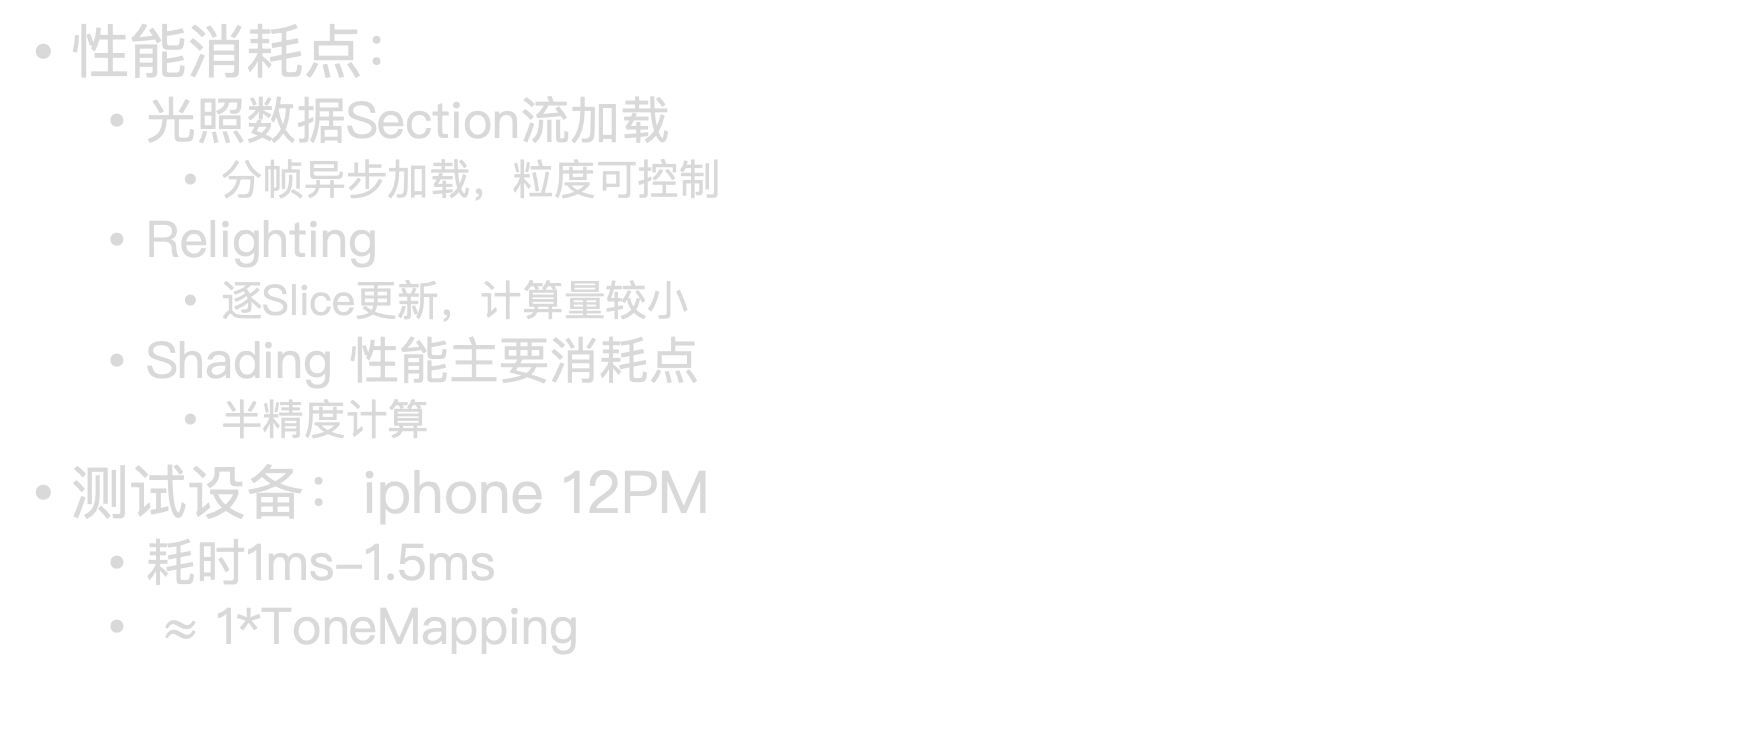 • 性能消耗点：
• 光照数据Section流加载
• 分帧异步加载，粒度可控制
• Relighting
• 逐Slice更新，计算量较小
• Shading 性能主要消耗点
• 半精度计算
• 测试设备：iphone 12PM
• 耗时1ms–1.5ms
• ≈ 1*ToneMapping